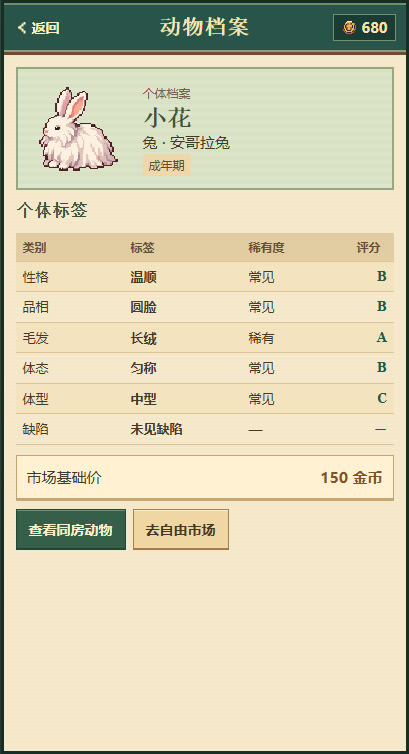 返回
动物档案
680
个体档案
小花
兔 · 安哥拉兔
成年期
个体标签
类别 标签 稀有度 评分
性格 温顺 常见 B
品相 圆脸 常见 B
毛发 长绒 稀有 A
体态 匀称 常见 B
体型 中型 常见 C
缺陷 未见缺陷 — —
市场基础价 150 金币
查看同房动物 去自由市场